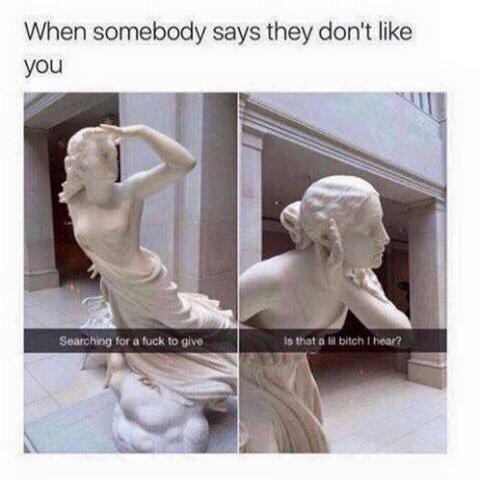 When somebody says they don't like
you
Searching for a fuck to give
Is that a lil bitch I hear?